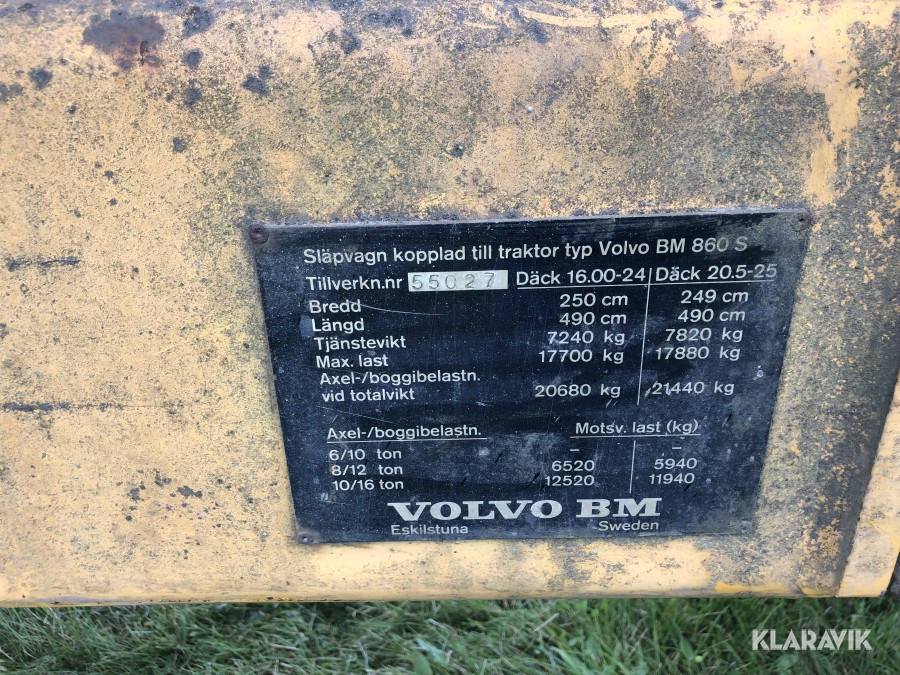 Släpvagn kopplad till traktor typ Volvo BM 860 S
Tillverkn.nr 55027 Däck 16.00-24 Däck 20.5-25
Bredd 250 cm 249 cm
Längd 490 cm 490 cm
Tjänstevikt 7240 kg 7820 kg
Max. last 17700 kg 17880 kg
Axel-/boggibelastn.
vid totalvikt 20680 kg 21440 kg
Axel-/boggibelastn. Motsv. last (kg)
6/10 ton – –
8/12 ton 6520 5940
10/16 ton 12520 11940
VOLVO BM
Eskilstuna Sweden
KLARAVIK